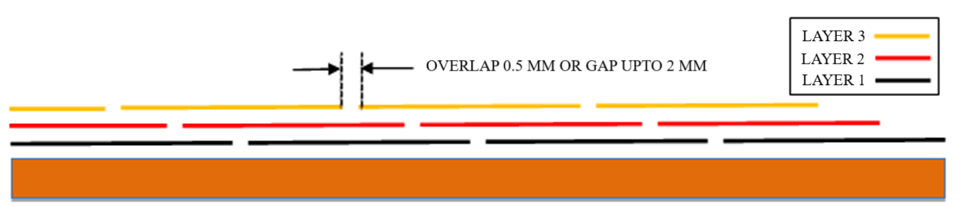 LAYER 3
LAYER 2
LAYER 1
OVERLAP 0.5 MM OR GAP UPTO 2 MM